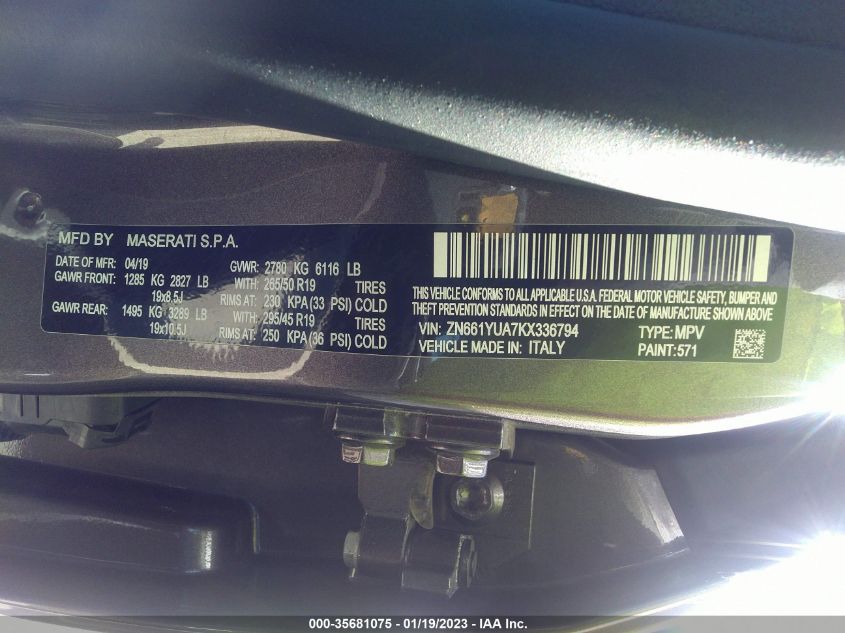 MFD BY MASERATI S.P.A.
DATE OF MFR: 04/19 GVWR: 2780 KG 6116 LB
GAWR FRONT: 1285 KG 2827 LB WITH: 265/50 R19 TIRES
19x8.5J RIMS AT: 230 KPA (33 PSI) COLD
GAWR REAR: 1495 KG 3289 LB WITH: 295/45 R19 TIRES
19x10.5J RIMS AT: 250 KPA (36 PSI) COLD
THIS VEHICLE CONFORMS TO ALL APPLICABLE U.S.A. FEDERAL MOTOR VEHICLE SAFETY, BUMPER AND
THEFT PREVENTION STANDARDS IN EFFECT ON THE DATE OF MANUFACTURE SHOWN ABOVE
VIN: ZN661YUA7KX336794 TYPE: MPV
VEHICLE MADE IN: ITALY PAINT:571
000-35681075 - 01/19/2023 - IAA Inc.